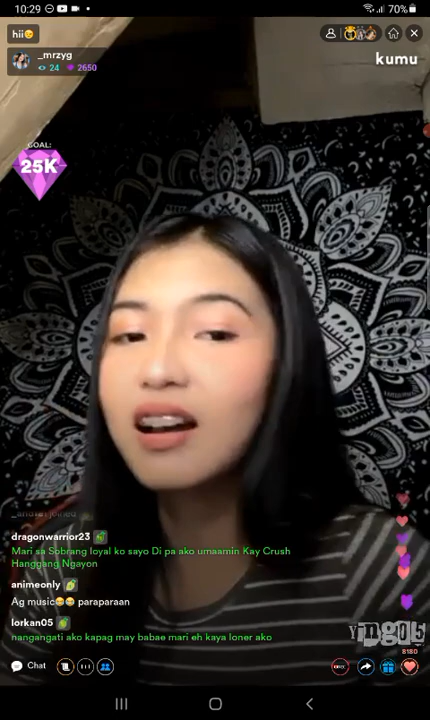 10:29
70%
hii😏
_mrzyg
24 2650
kumu
GOAL:
25K
joined
dragonwarrior23
Mari sa Sobrang loyal ko sayo Di pa ako umaamin Kay Crush
Hanggang Ngayon
animeonly
Ag music😂😂 paraparaan
lorkan05
nangangati ako kapag may babae mari eh kaya loner ako
Yingo5
8180
Chat